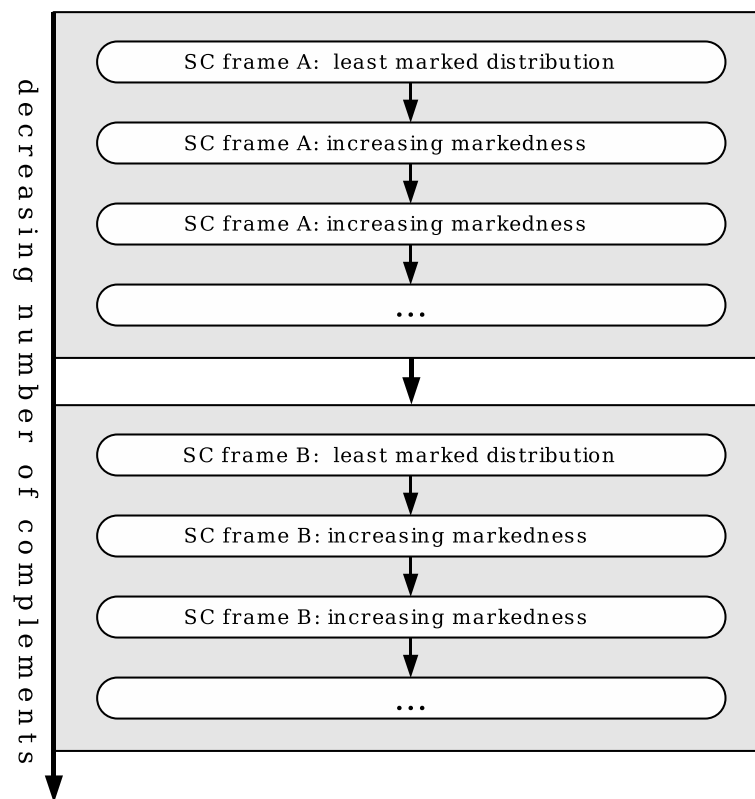 decreasing number of complements
SC frame A: least marked distribution
SC frame A: increasing markedness
SC frame A: increasing markedness
...
SC frame B: least marked distribution
SC frame B: increasing markedness
SC frame B: increasing markedness
...